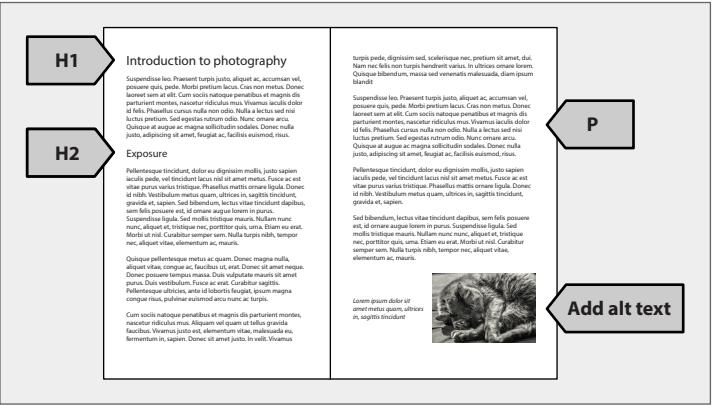 H1
Introduction to photography
Suspendisse leo. Praesent turpis justo, aliquet ac, accumsan vel,
posuere quis, pede. Morbi pretium lacus. Cras non metus. Donec
laoreet sem at elit. Cum sociis natoque penatibus et magnis dis
parturient montes, nascetur ridiculus mus. Vivamus iaculis dolor
id felis. Phasellus cursus nulla non odio. Nulla a lectus sed nisi
luctus pretium. Sed egestas rutrum odio. Nunc ornare arcu.
Quisque at augue ac magna sollicitudin sodales. Donec nulla
justo, adipiscing sit amet, feugiat ac, facilisis euismod, risus.
H2
Exposure
Pellentesque tincidunt, dolor eu dignissim mollis, justo sapien
iaculis pede, vel tincidunt lacus nisl sit amet metus. Fusce ac est
vitae purus varius tristique. Phasellus mattis ornare ligula. Donec
id nibh. Vestibulum metus quam, ultrices in, sagittis tincidunt,
gravida et, sapien. Sed bibendum, lectus vitae tincidunt dapibus,
sem felis posuere est, id ornare augue lorem in purus.
Suspendisse ligula. Sed mollis tristique mauris. Nullam nunc
nunc, aliquet et, tristique nec, porttitor quis, urna. Etiam eu erat.
Morbi ut nisl. Curabitur semper sem. Nulla turpis nibh, tempor
nec, aliquet vitae, elementum ac, mauris.
Quisque pellentesque metus ac quam. Donec magna nulla,
aliquet vitae, congue ac, faucibus ut, erat. Donec sit amet neque.
Donec posuere tempus massa. Duis vulputate mauris sit amet
purus. Duis vestibulum. Fusce ac erat. Curabitur sagittis.
Pellentesque ultricies, ante id lobortis feugiat, ipsum magna
congue risus, pulvinar euismod arcu nunc ac turpis.
Cum sociis natoque penatibus et magnis dis parturient montes,
nascetur ridiculus mus. Aliquam vel quam ut tellus gravida
faucibus. Vivamus justo est, elementum vitae, malesuada eu,
fermentum in, sapien. Donec sit amet justo. In velit. Vivamus
turpis pede, dignissim sed, scelerisque nec, pretium sit amet, dui.
Nam nec felis non turpis hendrerit varius. In ultrices ornare lorem.
Quisque bibendum, massa sed venenatis malesuada, diam ipsum
blandit
Suspendisse leo. Praesent turpis justo, aliquet ac, accumsan vel,
posuere quis, pede. Morbi pretium lacus. Cras non metus. Donec
laoreet sem at elit. Cum sociis natoque penatibus et magnis dis
parturient montes, nascetur ridiculus mus. Vivamus iaculis dolor
id felis. Phasellus cursus nulla non odio. Nulla a lectus sed nisi
luctus pretium. Sed egestas rutrum odio. Nunc ornare arcu.
Quisque at augue ac magna sollicitudin sodales. Donec nulla
justo, adipiscing sit amet, feugiat ac, facilisis euismod, risus.
P
Pellentesque tincidunt, dolor eu dignissim mollis, justo sapien
iaculis pede, vel tincidunt lacus nisl sit amet metus. Fusce ac est
vitae purus varius tristique. Phasellus mattis ornare ligula. Donec
id nibh. Vestibulum metus quam, ultrices in, sagittis tincidunt,
gravida et, sapien.
Sed bibendum, lectus vitae tincidunt dapibus, sem felis posuere
est, id ornare augue lorem in purus. Suspendisse ligula. Sed
mollis tristique mauris. Nullam nunc nunc, aliquet et, tristique
nec, porttitor quis, urna. Etiam eu erat. Morbi ut nisl. Curabitur
semper sem. Nulla turpis nibh, tempor nec, aliquet vitae,
elementum ac, mauris.
Lorem ipsum dolor sit
amet metus quam, ultrices
in, sagittis tincidunt
Add alt text